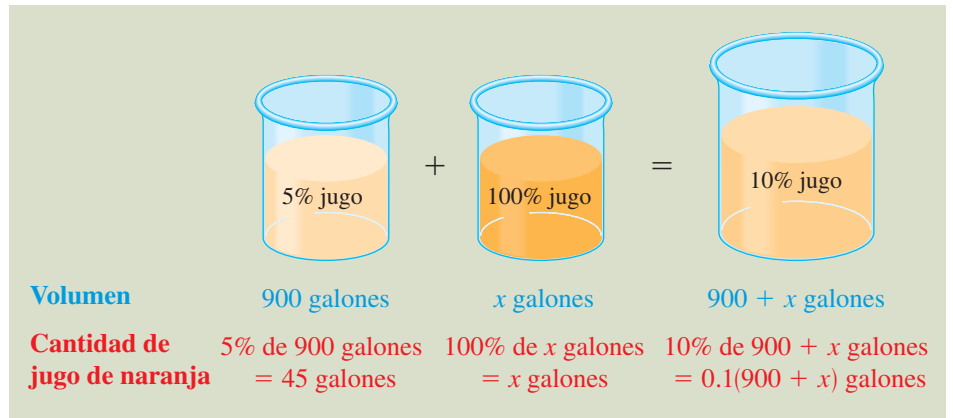 5% jugo + 100% jugo = 10% jugo
Volumen 900 galones x galones 900 + x galones
Cantidad de 5% de 900 galones 100% de x galones 10% de 900 + x galones
jugo de naranja = 45 galones = x galones = 0.1(900 + x) galones